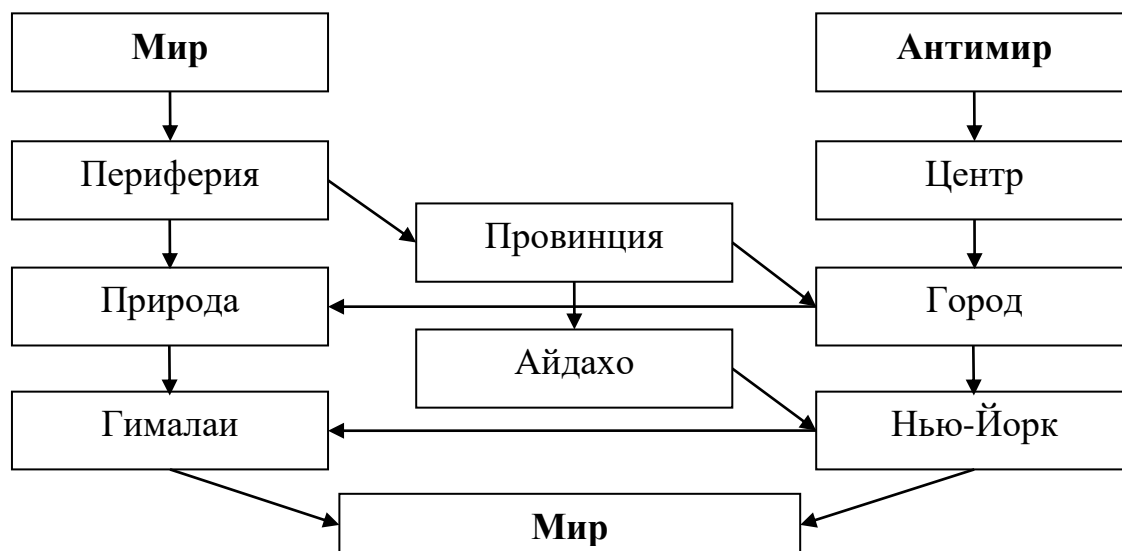 Мир
Антимир
Периферия
Центр
Провинция
Природа
Город
Айдахо
Гималаи
Нью-Йорк
Мир